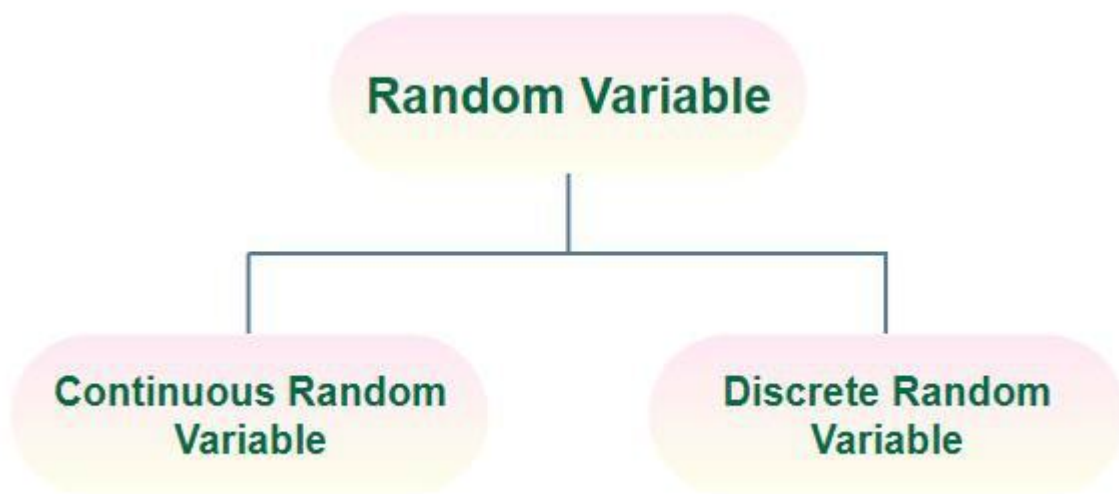 Random Variable
Continuous Random
Variable
Discrete Random
Variable